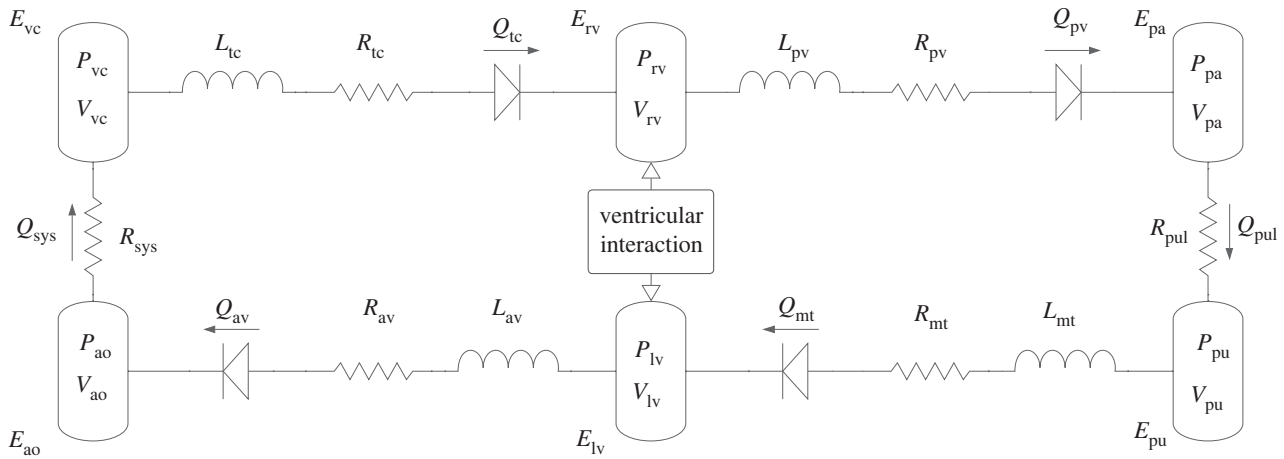 E_vc
P_vc
V_vc
L_tc
R_tc
Q_tc
E_rv
P_rv
V_rv
L_pv
R_pv
Q_pv
E_pa
P_pa
V_pa
Q_sys
R_sys
ventricular
interaction
R_pul
Q_pul
P_ao
V_ao
E_ao
Q_av
R_av
L_av
P_lv
V_lv
E_lv
Q_mt
R_mt
L_mt
P_pu
V_pu
E_pu